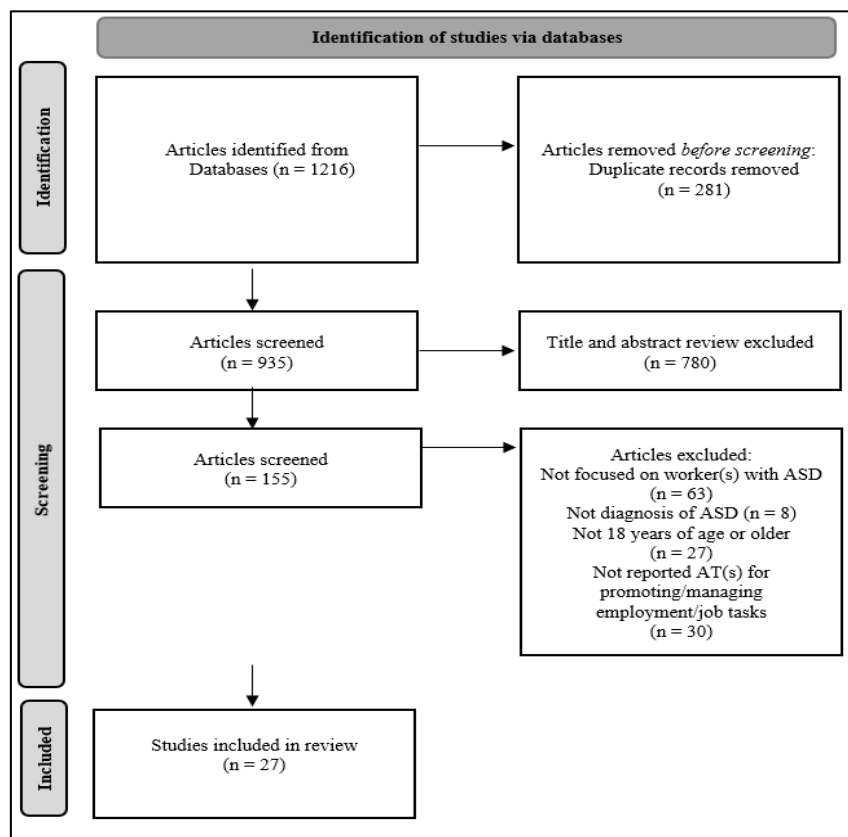 Identification of studies via databases
Identification
Articles identified from
Databases (n = 1216)
Articles removed before screening:
Duplicate records removed
(n = 281)
Screening
Articles screened
(n = 935)
Title and abstract review excluded
(n = 780)
Articles screened
(n = 155)
Articles excluded:
Not focused on worker(s) with ASD
(n = 63)
Not diagnosis of ASD (n = 8)
Not 18 years of age or older
(n = 27)
Not reported AT(s) for
promoting/managing
employment/job tasks
(n = 30)
Included
Studies included in review
(n = 27)